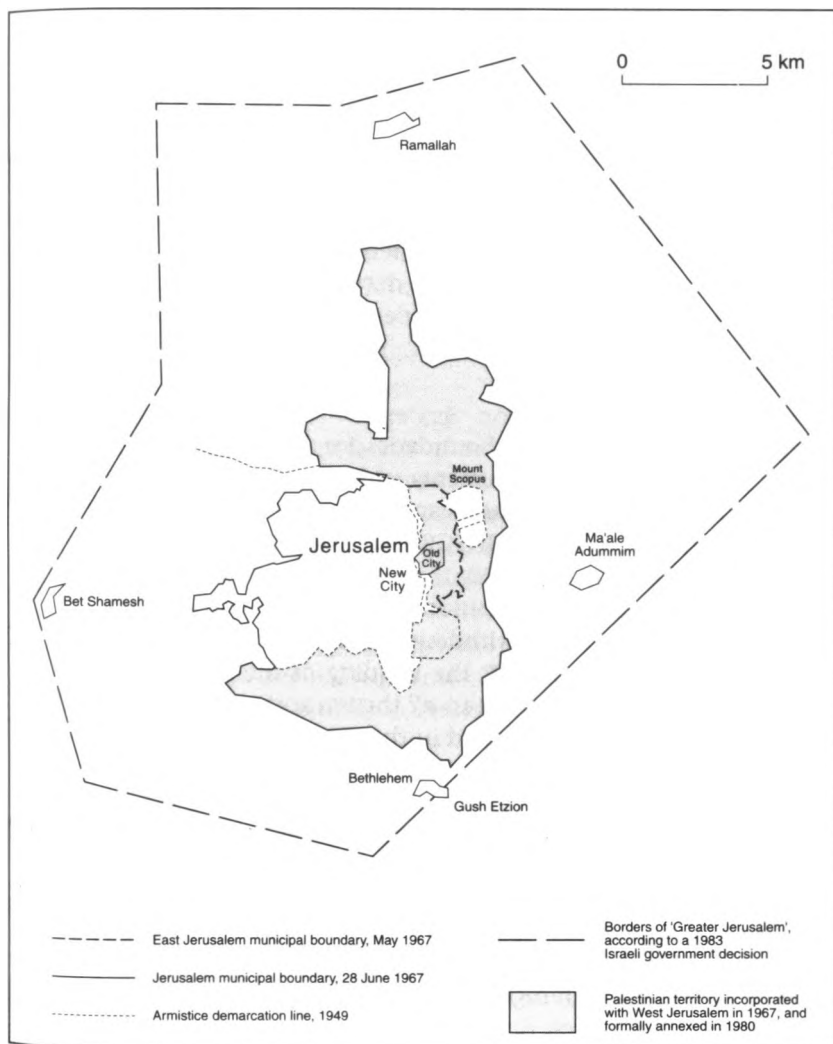 0 5 km
Ramallah
Mount
Scopus
Jerusalem
Old
City
New
City
Ma'ale
Adummim
Bet Shamesh
Bethlehem
Gush Etzion
East Jerusalem municipal boundary, May 1967
Jerusalem municipal boundary, 28 June 1967
Armistice demarcation line, 1949
Borders of 'Greater Jerusalem',
according to a 1983
Israeli government decision
Palestinian territory incorporated
with West Jerusalem in 1967, and
formally annexed in 1980